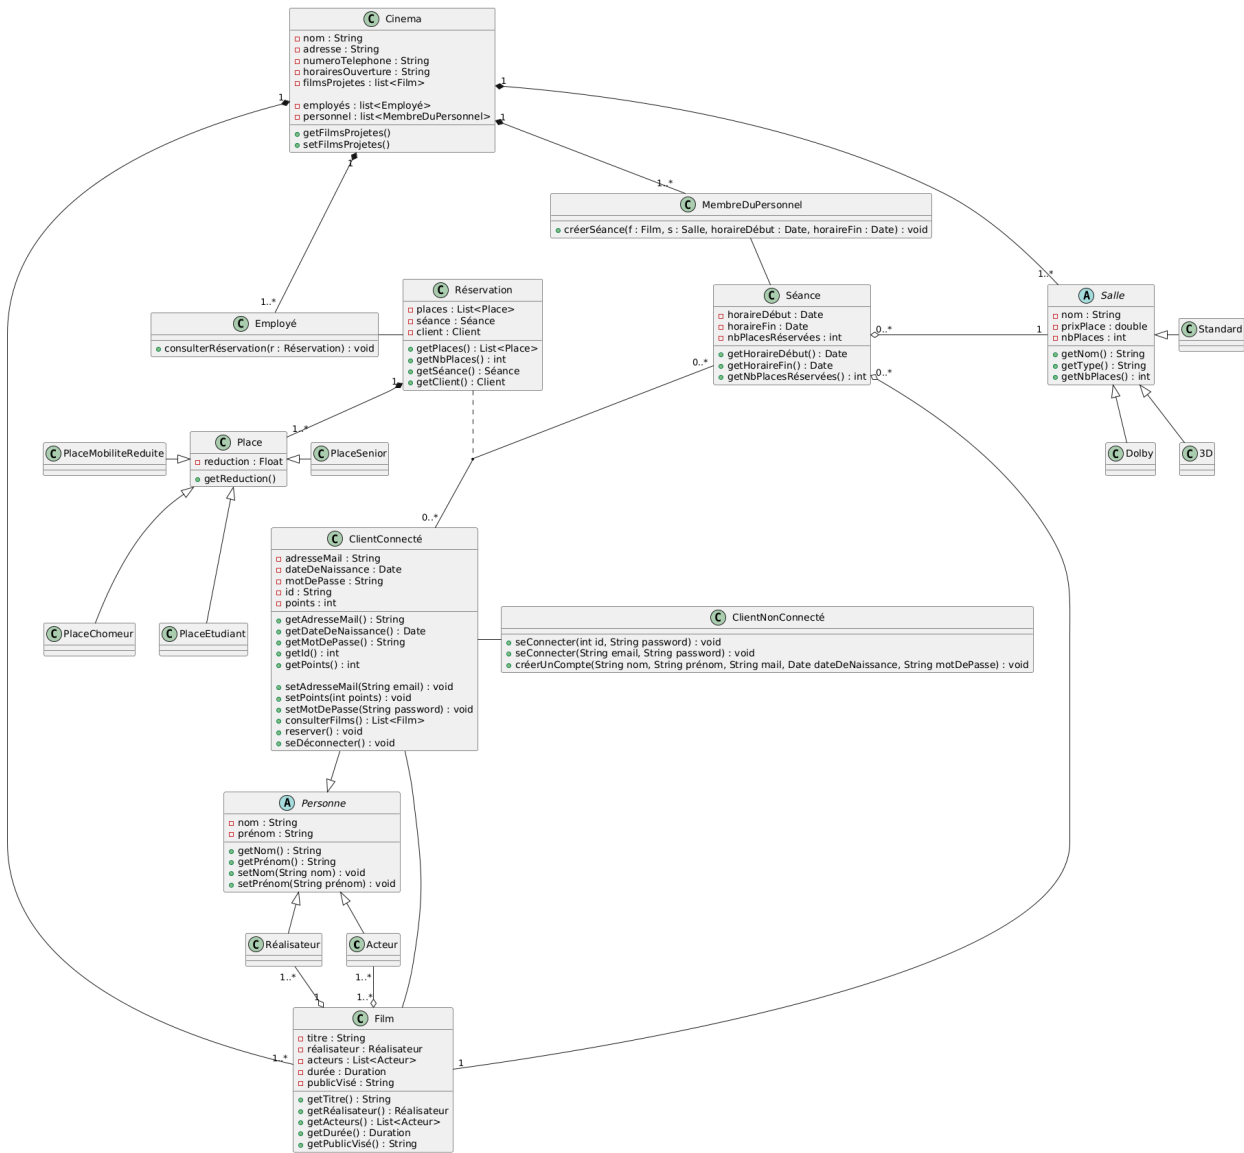 C Cinema
nom : String
adresse : String
numeroTelephone : String
horairesOuverture : String
filmsProjetes : list<Film>
employés : list<Employé>
personnel : list<MembreDuPersonnel>
getFilmsProjetes()
setFilmsProjetes()
1
1
1
1
1..*
C MembreDuPersonnel
créerSéance(f : Film, s : Salle, horaireDébut : Date, horaireFin : Date) : void
1..*
1..*
C Employé
consulterRéservation(r : Réservation) : void
C Réservation
places : List<Place>
séance : Séance
client : Client
getPlaces() : List<Place>
getNbPlaces() : int
getSéance() : Séance
getClient() : Client
1
1..*
C Séance
horaireDébut : Date
horaireFin : Date
nbPlacesRéservées : int
getHoraireDébut() : Date
getHoraireFin() : Date
getNbPlacesRéservées() : int
0..*
1
0..*
0..*
A Salle
nom : String
prixPlace : double
nbPlaces : int
getNom() : String
getType() : String
getNbPlaces() : int
C Standard
C Dolby
C 3D
C PlaceMobiliteReduite
C Place
reduction : Float
getReduction()
C PlaceSenior
C PlaceChomeur
C PlaceEtudiant
0..*
C ClientConnecté
adresseMail : String
dateDeNaissance : Date
motDePasse : String
id : String
points : int
getAdresseMail() : String
getDateDeNaissance() : Date
getMotDePasse() : String
getId() : int
getPoints() : int
setAdresseMail(String email) : void
setPoints(int points) : void
setMotDePasse(String password) : void
consulterFilms() : List<Film>
reserver() : void
seDéconnecter() : void
C ClientNonConnecté
seConnecter(int id, String password) : void
seConnecter(String email, String password) : void
créerUnCompte(String nom, String prénom, String mail, Date dateDeNaissance, String motDePasse) : void
A Personne
nom : String
prénom : String
getNom() : String
getPrénom() : String
setNom(String nom) : void
setPrénom(String prénom) : void
C Réalisateur
C Acteur
1..*
1..*
1
1..*
C Film
titre : String
réalisateur : Réalisateur
acteurs : List<Acteur>
durée : Duration
publicVisé : String
getTitre() : String
getRéalisateur() : Réalisateur
getActeurs() : List<Acteur>
getDurée() : Duration
getPublicVisé() : String
1..*
1